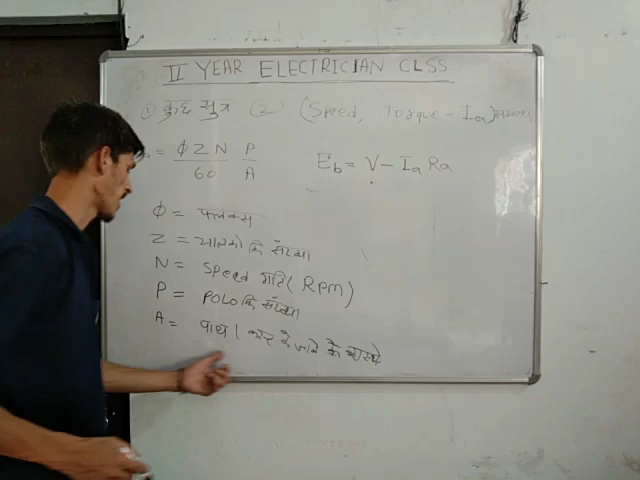 II YEAR ELECTRICIAN CLSS
① कुछ सुत्र ② (Speed, Torque - Ia)
= ΦZN/60 P/A
Eb = V - Ia Ra
Φ = फ्लक्स
Z = चालको कि सँख्या
N = Speed गति (Rpm)
P = POLO कि सँख्या
A = पाथ । के जाने के रास्ते